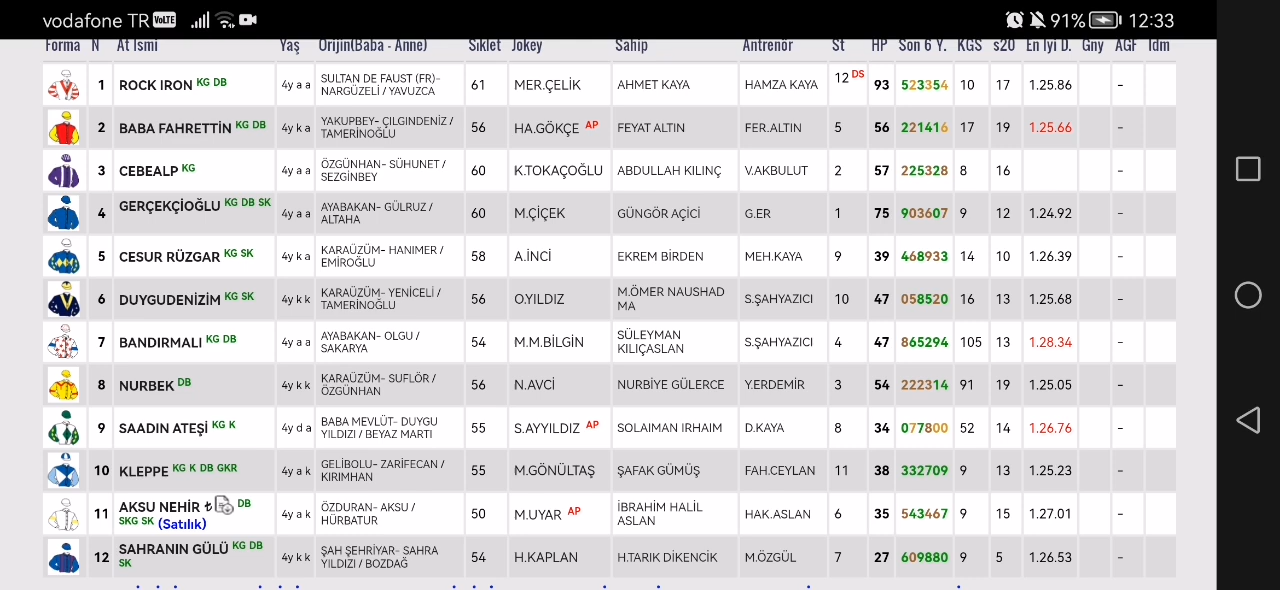 vodafone TR VoLTE 91% 12:33
Forma N At İsmi Yaş Orijin(Baba - Anne) Sıklet Jokey Sahip Antrenör St HP Son 6 Y. KGS s20 En İyi D. Gny AGF İdm
1 ROCK IRON KG DB 4y a a SULTAN DE FAUST (FR)- NARGÜZELİ / YAVUZCA 61 MER.ÇELİK AHMET KAYA HAMZA KAYA 12 DS 93 523354 10 17 1.25.86 -
2 BABA FAHRETTİN KG DB 4y k a YAKUPBEY- ÇILGINDENİZ / TAMERİNOĞLU 56 HA.GÖKÇE AP FEYAT ALTIN FER.ALTIN 5 56 221416 17 19 1.25.66 -
3 CEBEALP KG 4y a a ÖZGÜNHAN- SÜHUNET / SEZGİNBEY 60 K.TOKAÇOĞLU ABDULLAH KILINÇ V.AKBULUT 2 57 225328 8 16 -
4 GERÇEKÇİOĞLU KG DB SK 4y a a AYABAKAN- GÜLRUZ / ALTAHA 60 M.ÇİÇEK GÜNGÖR AÇİCİ G.ER 1 75 903607 9 12 1.24.92 -
5 CESUR RÜZGAR KG SK 4y k a KARAÜZÜM- HANIMER / EMİROĞLU 58 A.İNCİ EKREM BİRDEN MEH.KAYA 9 39 468933 14 10 1.26.39 -
6 DUYGUDENİZİM KG SK 4y k k KARAÜZÜM- YENİCELİ / TAMERİNOĞLU 56 O.YILDIZ M.ÖMER NAUSHAD MA S.ŞAHYAZICI 10 47 058520 16 13 1.25.68 -
7 BANDIRMALI KG DB 4y a a AYABAKAN- OLGU / SAKARYA 54 M.M.BİLGİN SÜLEYMAN KILIÇASLAN S.ŞAHYAZICI 4 47 865294 105 13 1.28.34 -
8 NURBEK DB 4y k k KARAÜZÜM- SUFLÖR / ÖZGÜNHAN 56 N.AVCİ NURBİYE GÜLERCE Y.ERDEMİR 3 54 222314 91 19 1.25.05 -
9 SAADIN ATEŞİ KG K 4y d a BABA MEVLÜT- DUYGU YILDIZI / BEYAZ MARTI 55 S.AYYILDIZ AP SOLAIMAN IRHAIM D.KAYA 8 34 077800 52 14 1.26.76 -
10 KLEPPE KG K DB GKR 4y a k GELİBOLU- ZARİFECAN / KIRIMHAN 55 M.GÖNÜLTAŞ ŞAFAK GÜMÜŞ FAH.CEYLAN 11 38 332709 9 13 1.25.23 -
11 AKSU NEHİR ₺ DB SKG SK (Satılık) 4y a k ÖZDURAN- AKSU / HÜRBATUR 50 M.UYAR AP İBRAHİM HALİL ASLAN HAK.ASLAN 6 35 543467 9 15 1.27.01 -
12 SAHRANIN GÜLÜ KG DB SK 4y k k ŞAH ŞEHRİYAR- SAHRA YILDIZI / BOZDAĞ 54 H.KAPLAN H.TARIK DİKENCİK M.ÖZGÜL 7 27 609880 9 5 1.26.53 -